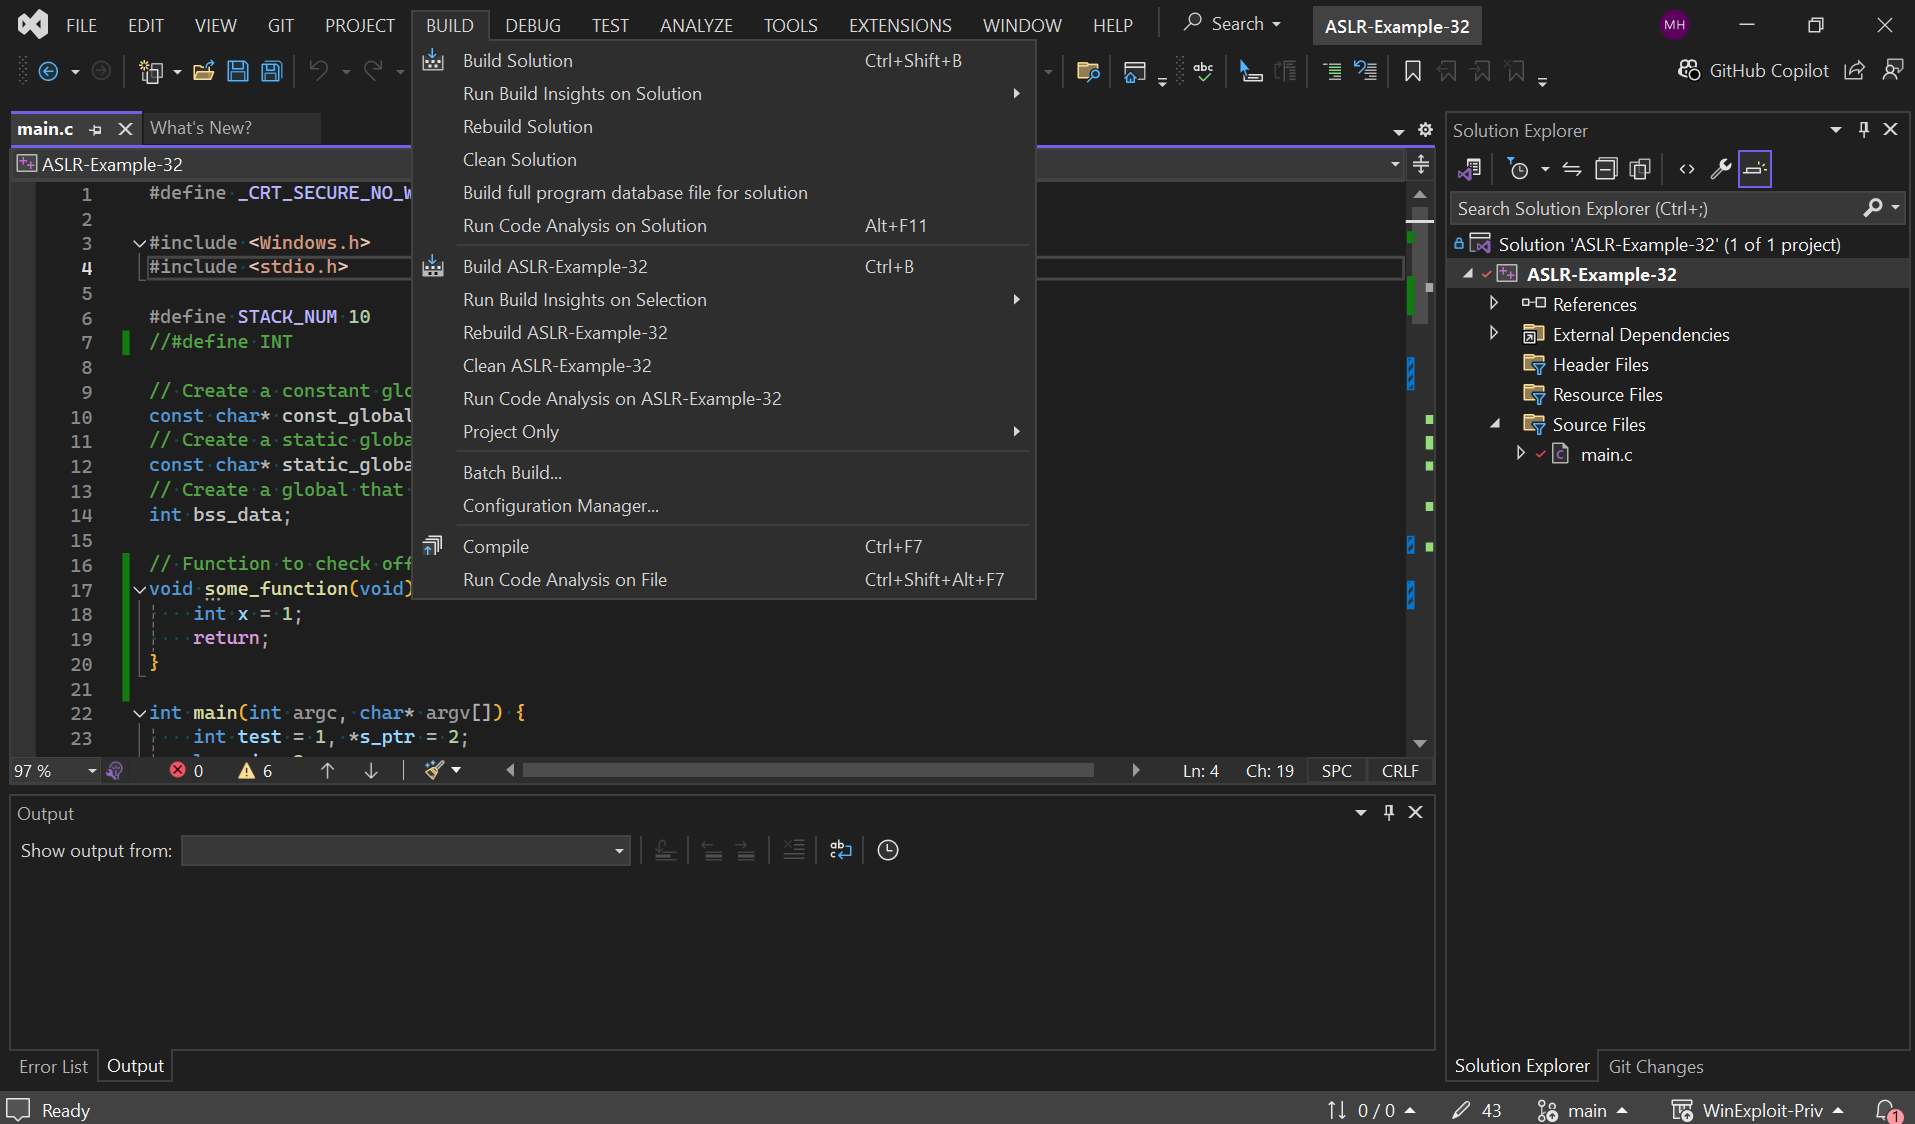 FILE EDIT VIEW GIT PROJECT BUILD DEBUG TEST ANALYZE TOOLS EXTENSIONS WINDOW HELP Search ASLR-Example-32 MH
GitHub Copilot
Build Solution Ctrl+Shift+B
Run Build Insights on Solution
Rebuild Solution
Clean Solution
Build full program database file for solution
Run Code Analysis on Solution Alt+F11
Build ASLR-Example-32 Ctrl+B
Run Build Insights on Selection
Rebuild ASLR-Example-32
Clean ASLR-Example-32
Run Code Analysis on ASLR-Example-32
Project Only
Batch Build...
Configuration Manager...
Compile Ctrl+F7
Run Code Analysis on File Ctrl+Shift+Alt+F7
main.c What's New?
ASLR-Example-32
1 #define _CRT_SECURE_NO_
2
3 #include <Windows.h>
4 #include <stdio.h>
5
6 #define STACK_NUM 10
7 //#define INT
8
9 // Create a constant glo
10 const char* const_global
11 // Create a static globa
12 const char* static_globa
13 // Create a global that
14 int bss_data;
15
16 // Function to check off
17 void some_function(void)
18 int x = 1;
19 return;
20 }
21
22 int main(int argc, char* argv[]) {
23 int test = 1, *s_ptr = 2;
97 % 0 6 Ln: 4 Ch: 19 SPC CRLF
Output
Show output from:
Error List Output
Solution Explorer
Search Solution Explorer (Ctrl+;)
Solution 'ASLR-Example-32' (1 of 1 project)
ASLR-Example-32
References
External Dependencies
Header Files
Resource Files
Source Files
main.c
Solution Explorer Git Changes
Ready 0 / 0 43 main WinExploit-Priv 1